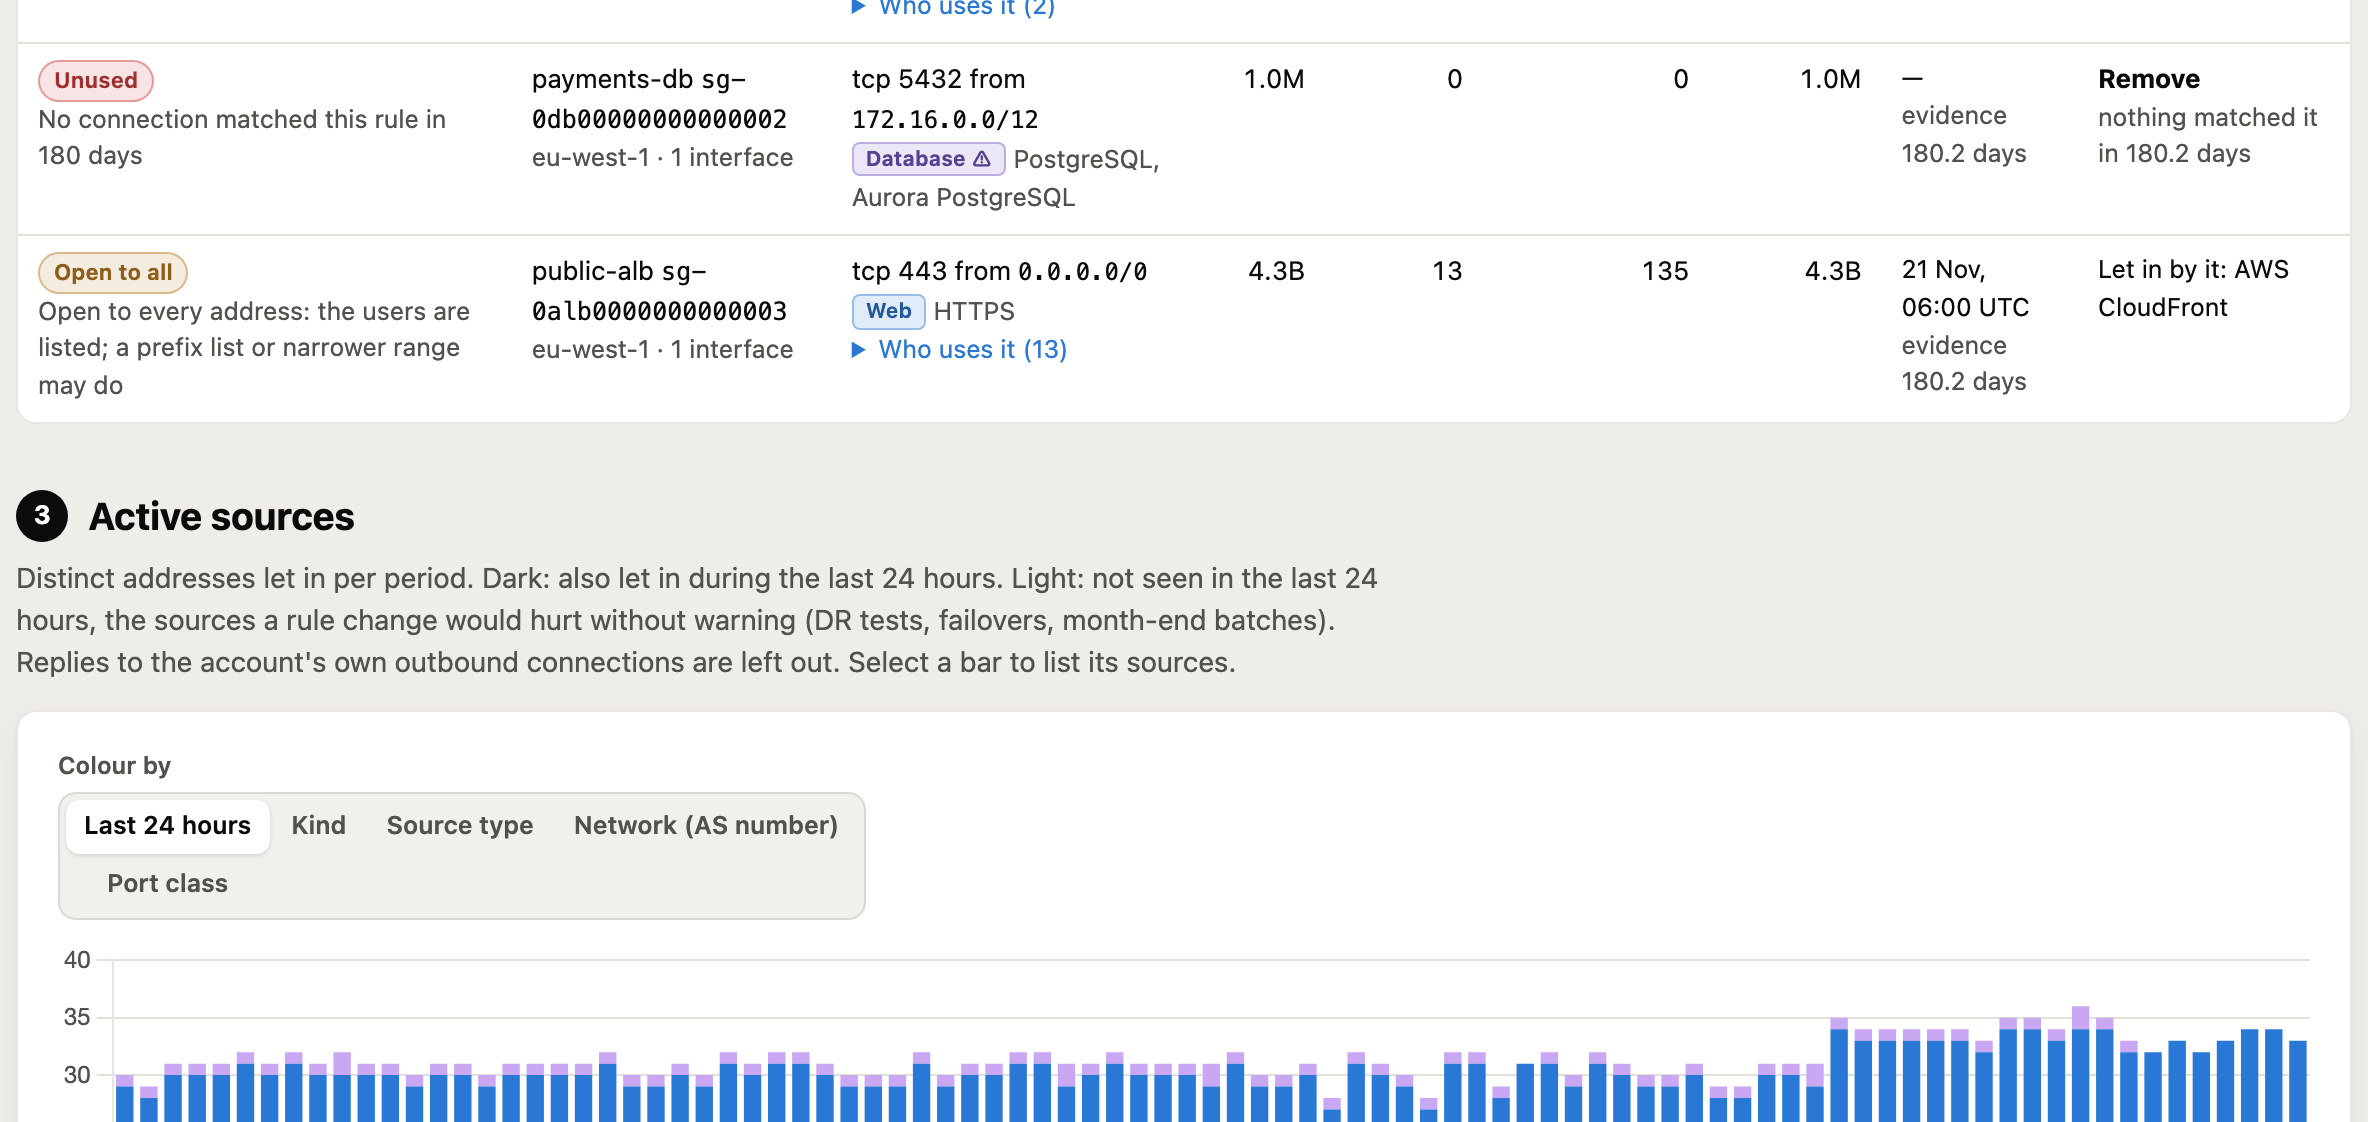 ▶ Who uses it (2)
Unused
No connection matched this rule in
180 days
payments-db sg-
0db00000000000002
eu-west-1 · 1 interface
tcp 5432 from
172.16.0.0/12
Database ⚠ PostgreSQL,
Aurora PostgreSQL
1.0M
0
0
1.0M
—
evidence
180.2 days
Remove
nothing matched it
in 180.2 days
Open to all
Open to every address: the users are
listed; a prefix list or narrower range
may do
public-alb sg-
0alb0000000000003
eu-west-1 · 1 interface
tcp 443 from 0.0.0.0/0
Web HTTPS
▶ Who uses it (13)
4.3B
13
135
4.3B
21 Nov,
06:00 UTC
evidence
180.2 days
Let in by it: AWS
CloudFront
3 Active sources
Distinct addresses let in per period. Dark: also let in during the last 24 hours. Light: not seen in the last 24
hours, the sources a rule change would hurt without warning (DR tests, failovers, month-end batches).
Replies to the account's own outbound connections are left out. Select a bar to list its sources.
Colour by
Last 24 hours Kind Source type Network (AS number)
Port class
40
35
30